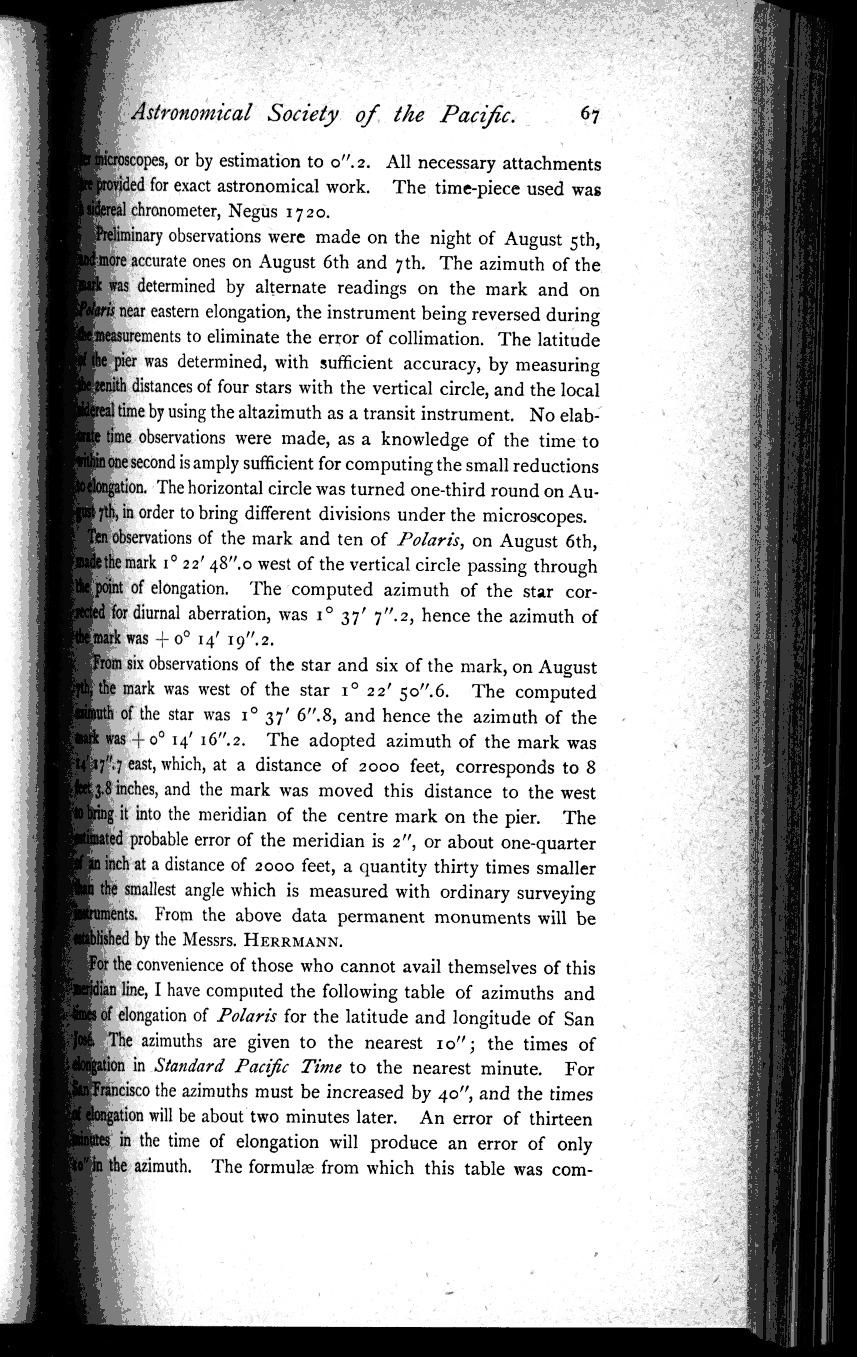 Astronomical Society of the Pacific. 67
microscopes, or by estimation to 0″.2. All necessary attachments
are provided for exact astronomical work. The time-piece used was
a sidereal chronometer, Negus 1720.
Preliminary observations were made on the night of August 5th,
and more accurate ones on August 6th and 7th. The azimuth of the
mark was determined by alternate readings on the mark and on
Polaris near eastern elongation, the instrument being reversed during
the measurements to eliminate the error of collimation. The latitude
of the pier was determined, with sufficient accuracy, by measuring
the zenith distances of four stars with the vertical circle, and the local
sidereal time by using the altazimuth as a transit instrument. No elab-
orate time observations were made, as a knowledge of the time to
within one second is amply sufficient for computing the small reductions
to elongation. The horizontal circle was turned one-third round on Au-
gust 7th, in order to bring different divisions under the microscopes.
Ten observations of the mark and ten of Polaris, on August 6th,
made the mark 1° 22′ 48″.0 west of the vertical circle passing through
the point of elongation. The computed azimuth of the star cor-
rected for diurnal aberration, was 1° 37′ 7″.2, hence the azimuth of
the mark was + 0° 14′ 19″.2.
From six observations of the star and six of the mark, on August
7th, the mark was west of the star 1° 22′ 50″.6. The computed
azimuth of the star was 1° 37′ 6″.8, and hence the azimuth of the
mark was + 0° 14′ 16″.2. The adopted azimuth of the mark was
14′ 17″.7 east, which, at a distance of 2000 feet, corresponds to 8
feet 3.8 inches, and the mark was moved this distance to the west
to bring it into the meridian of the centre mark on the pier. The
estimated probable error of the meridian is 2″, or about one-quarter
of an inch at a distance of 2000 feet, a quantity thirty times smaller
than the smallest angle which is measured with ordinary surveying
instruments. From the above data permanent monuments will be
established by the Messrs. HERRMANN.
For the convenience of those who cannot avail themselves of this
meridian line, I have computed the following table of azimuths and
times of elongation of Polaris for the latitude and longitude of San
José. The azimuths are given to the nearest 10″; the times of
elongation in Standard Pacific Time to the nearest minute. For
San Francisco the azimuths must be increased by 40″, and the times
of elongation will be about two minutes later. An error of thirteen
minutes in the time of elongation will produce an error of only
10″ in the azimuth. The formulæ from which this table was com-